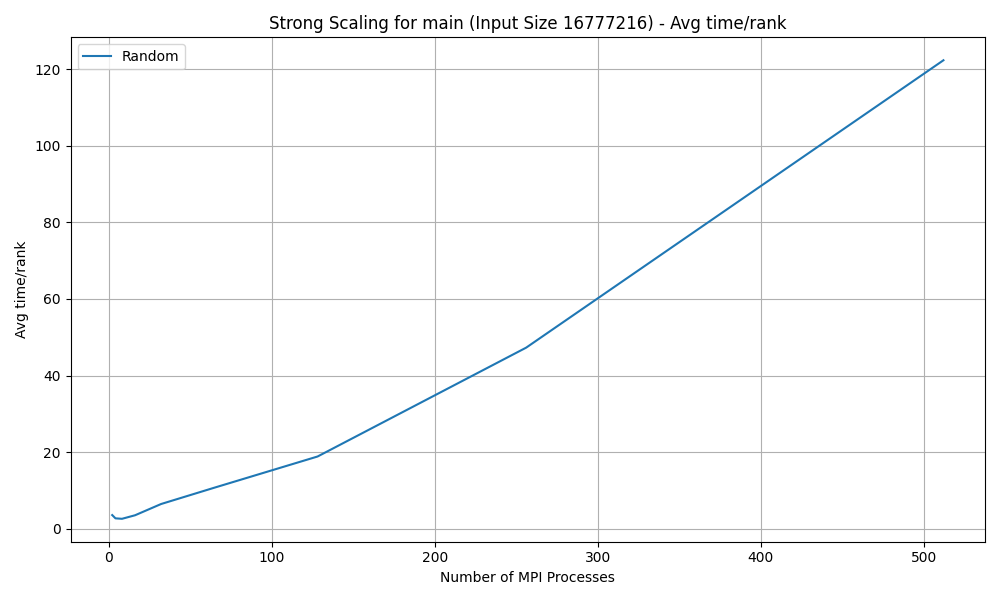 Strong Scaling for main (Input Size 16777216) - Avg time/rank
Random
Avg time/rank
120
100
80
60
40
20
0
0 100 200 300 400 500
Number of MPI Processes